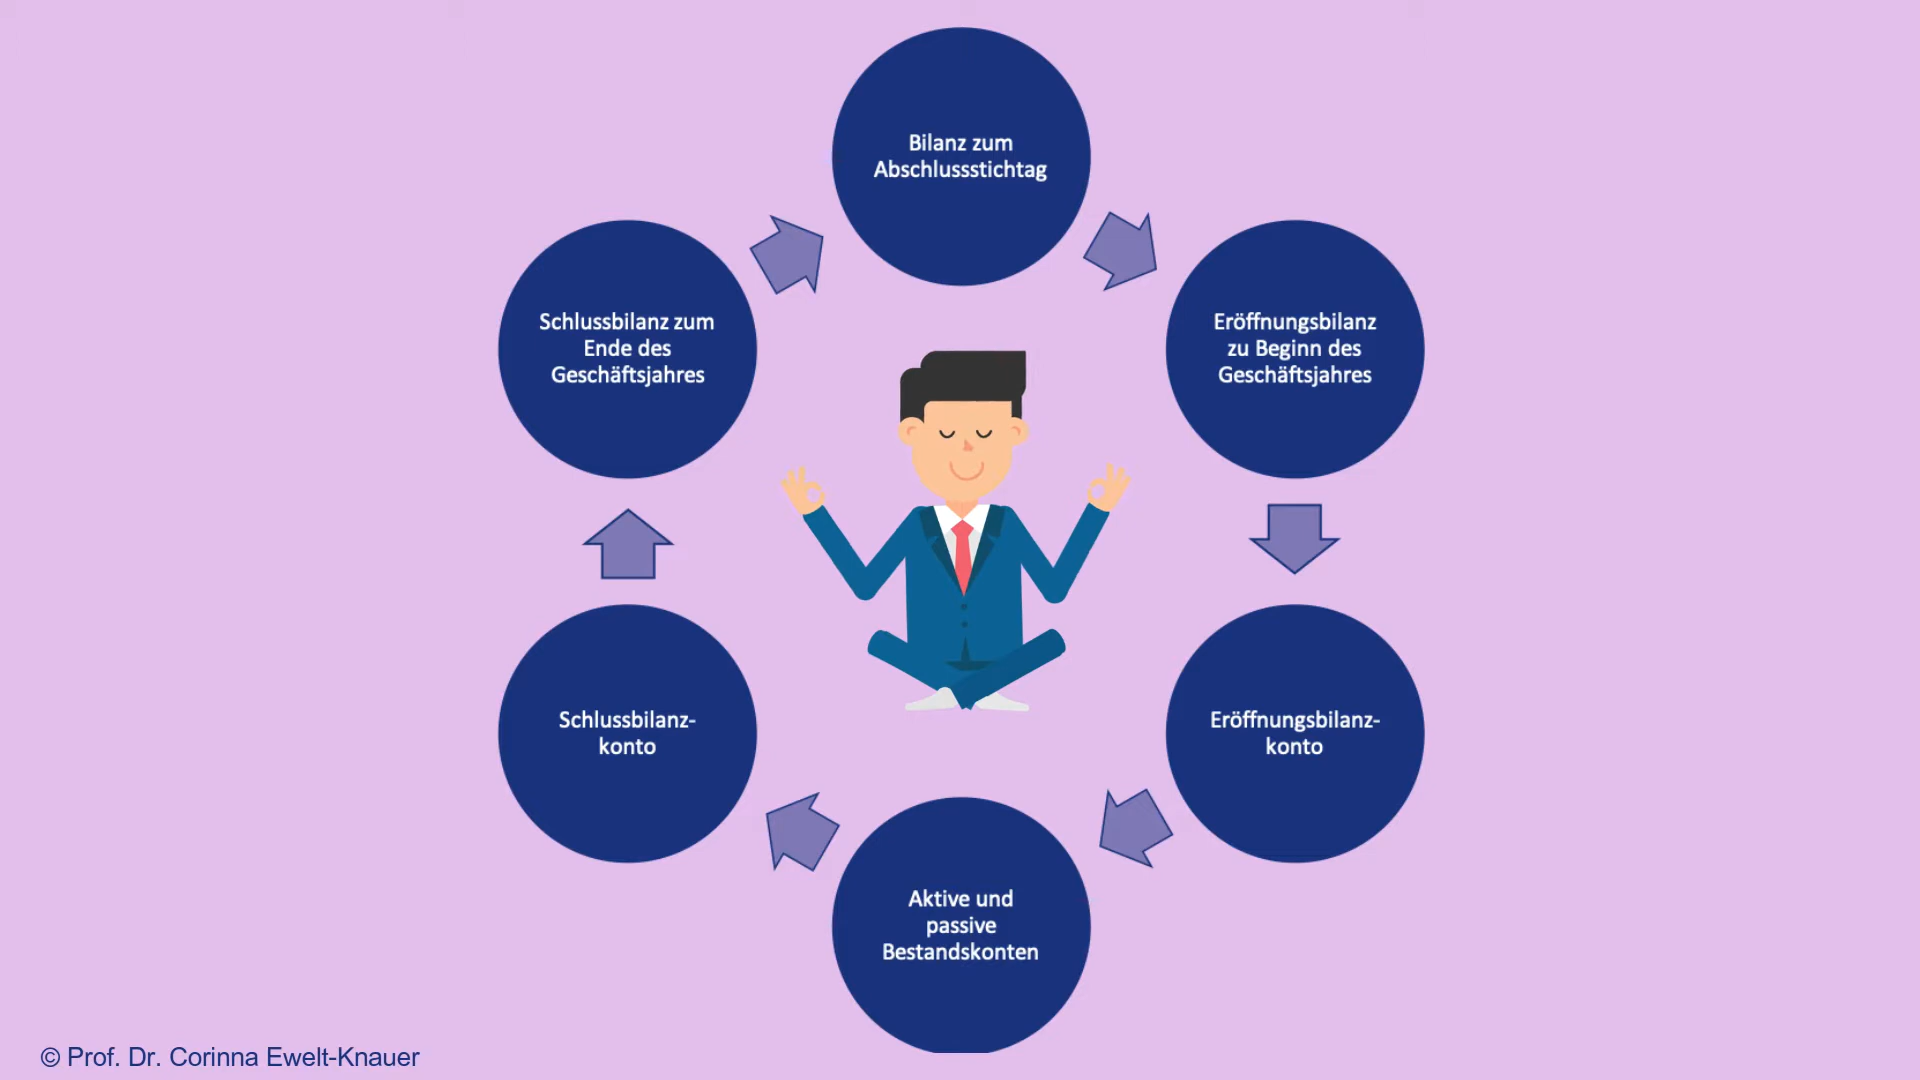 Bilanz zum
Abschlussstichtag
Eröffnungsbilanz
zu Beginn des
Geschäftsjahres
Eröffnungsbilanz-
konto
Aktive und
passive
Bestandskonten
Schlussbilanz-
konto
Schlussbilanz zum
Ende des
Geschäftsjahres
© Prof. Dr. Corinna Ewelt-Knauer